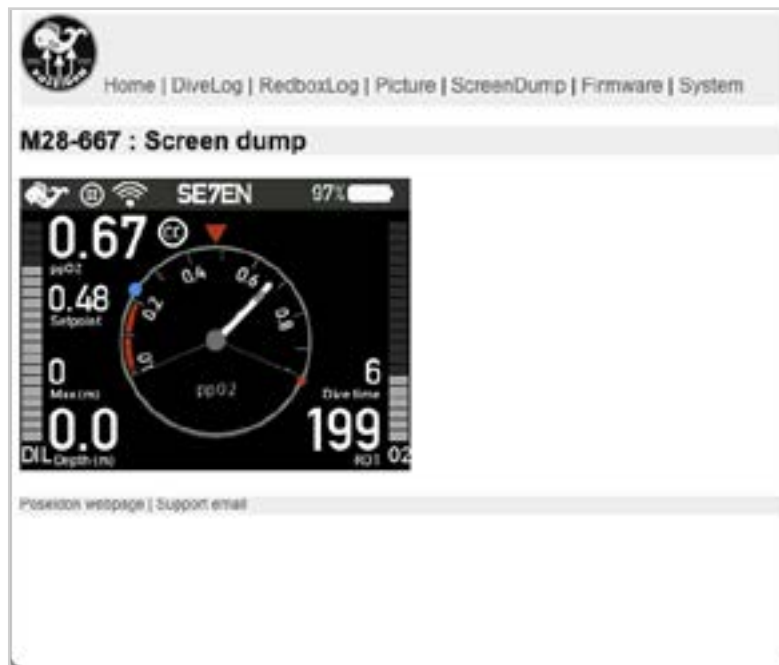 Home | DiveLog | RedboxLog | Picture | ScreenDump | Firmware | System
M28-667 : Screen dump
SE7EN 97%
0.67 CC
ppO2
0.48
Setpoint
0.0 0.2 0.4 0.6 0.8
ppO2
0 6
Max (m) Dive time
0.0 199
DIL Depth (m) RDT O2
Poseidon webpage | Support email